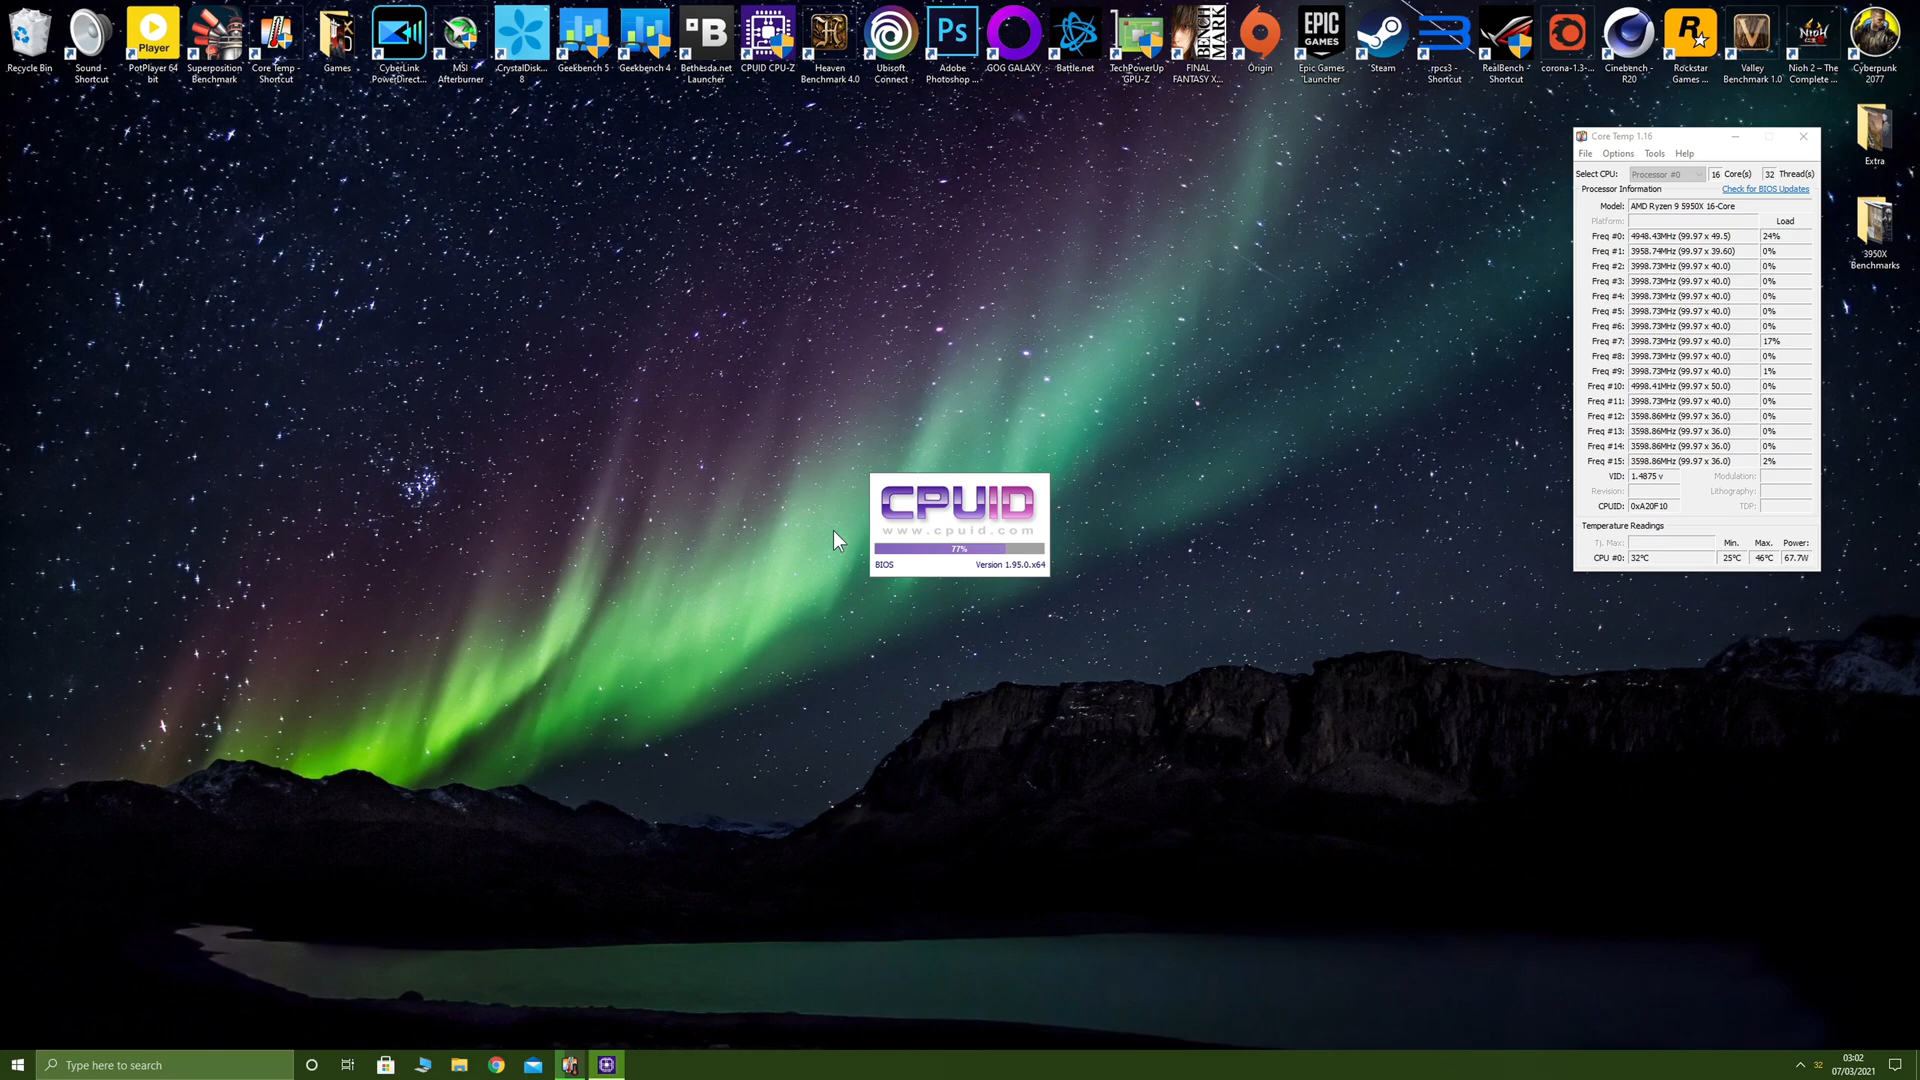 Recycle Bin
Sound - Shortcut
Player
PotPlayer 64 bit
Superposition Benchmark
Core Temp - Shortcut
Games
CyberLink PowerDirect...
MSI Afterburner
CrystalDisk... 8
Geekbench 5
Geekbench 4
B
Bethesda.net Launcher
CPUID CPU-Z
Heaven Benchmark 4.0
Ubisoft Connect
Ps
Adobe Photoshop ...
GOG GALAXY
Battle.net
TechPowerUp GPU-Z
BENCH MARK
FINAL FANTASY X...
Origin
EPIC GAMES
Epic Games Launcher
Steam
rpcs3 - Shortcut
RealBench - Shortcut
corona-1.3-...
Cinebench - R20
R
Rockstar Games ...
V
Valley Benchmark 1.0
NIOH
Nioh 2 – The Complete ...
Cyberpunk 2077
Extra
3950X Benchmarks
Core Temp 1.16
File Options Tools Help
Select CPU: Processor #0 16 Core(s) 32 Thread(s)
Processor Information Check for BIOS Updates
Model: AMD Ryzen 9 5950X 16-Core
Platform: Load
Freq #0: 4948.43MHz (99.97 x 49.5) 24%
Freq #1: 3958.74MHz (99.97 x 39.60) 0%
Freq #2: 3998.73MHz (99.97 x 40.0) 0%
Freq #3: 3998.73MHz (99.97 x 40.0) 0%
Freq #4: 3998.73MHz (99.97 x 40.0) 0%
Freq #5: 3998.73MHz (99.97 x 40.0) 0%
Freq #6: 3998.73MHz (99.97 x 40.0) 0%
Freq #7: 3998.73MHz (99.97 x 40.0) 17%
Freq #8: 3998.73MHz (99.97 x 40.0) 0%
Freq #9: 3998.73MHz (99.97 x 40.0) 1%
Freq #10: 4998.41MHz (99.97 x 50.0) 0%
Freq #11: 3998.73MHz (99.97 x 40.0) 0%
Freq #12: 3598.86MHz (99.97 x 36.0) 0%
Freq #13: 3598.86MHz (99.97 x 36.0) 0%
Freq #14: 3598.86MHz (99.97 x 36.0) 0%
Freq #15: 3598.86MHz (99.97 x 36.0) 2%
VID: 1.4875 v Modulation:
Revision: Lithography:
CPUID: 0xA20F10 TDP:
Temperature Readings
Tj. Max: Min. Max. Power:
CPU #0: 32°C 25°C 46°C 67.7W
CPUID
www.cpuid.com
77%
BIOS Version 1.95.0.x64
Type here to search
32
03:02
07/03/2021